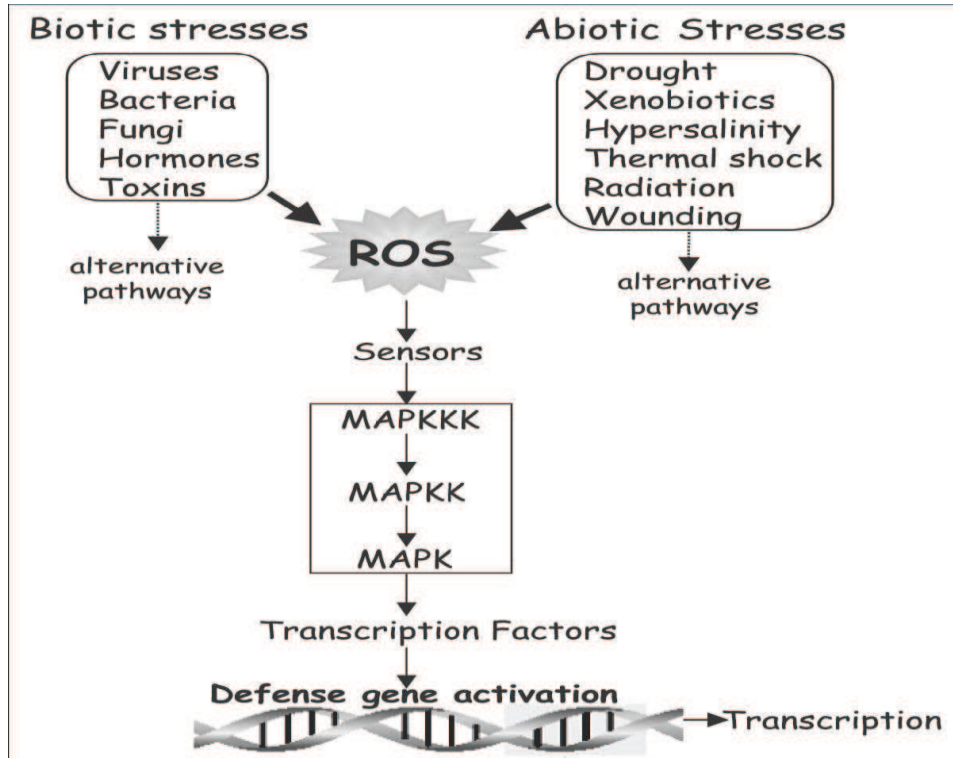 Biotic stresses
Viruses
Bacteria
Fungi
Hormones
Toxins
alternative
pathways
Abiotic Stresses
Drought
Xenobiotics
Hypersalinity
Thermal shock
Radiation
Wounding
alternative
pathways
ROS
Sensors
MAPKKK
MAPKK
MAPK
Transcription Factors
Defense gene activation
Transcription